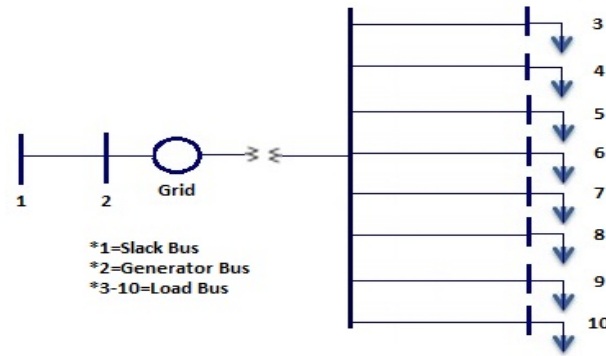 3
4
5
6
7
8
9
10
1
2
Grid
*1=Slack Bus
*2=Generator Bus
*3-10=Load Bus